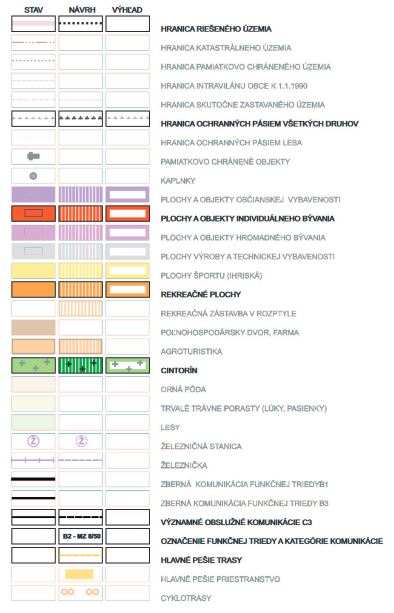 STAV NÁVRH VÝHĽAD
HRANICA RIEŠENÉHO ÚZEMIA
HRANICA KATASTRÁLNEHO ÚZEMIA
HRANICA PAMIATKOVO CHRÁNENÉHO ÚZEMIA
HRANICA INTRAVILÁNU OBCE K 1.1.1990
HRANICA SKUTOČNE ZASTAVANÉHO ÚZEMIA
HRANICA OCHRANNÝCH PÁSIEM VŠETKÝCH DRUHOV
HRANICA OCHRANNÝCH PÁSIEM LESA
PAMIATKOVO CHRÁNENÉ OBJEKTY
KAPLNKY
PLOCHY A OBJEKTY OBČIANSKEJ VYBAVENOSTI
PLOCHY A OBJEKTY INDIVIDUÁLNEHO BÝVANIA
PLOCHY A OBJEKTY HROMADNÉHO BÝVANIA
PLOCHY VÝROBY A TECHNICKEJ VYBAVENOSTI
PLOCHY ŠPORTU (IHRISKÁ)
REKREAČNÉ PLOCHY
REKREAČNÁ ZÁSTAVBA V ROZPTYLE
POĽNOHOSPODÁRSKY DVOR, FARMA
AGROTURISTIKA
CINTORÍN
ORNÁ PÔDA
TRVALÉ TRÁVNE PORASTY (LÚKY, PASIENKY)
LESY
Ž Ž ŽELEZNIČNÁ STANICA
ŽELEZNIČKA
ZBERNÁ KOMUNIKÁCIA FUNKČNEJ TRIEDYB1
ZBERNÁ KOMUNIKÁCIA FUNKČNEJ TRIEDY B3
VÝZNAMNÉ OBSLUŽNÉ KOMUNIKÁCIE C3
B2 - MZ 8/50 OZNAČENIE FUNKČNEJ TRIEDY A KATEGÓRIE KOMUNIKÁCIE
HLAVNÉ PEŠIE TRASY
HLAVNÉ PEŠIE PRIESTRANSTVO
CYKLOTRASY